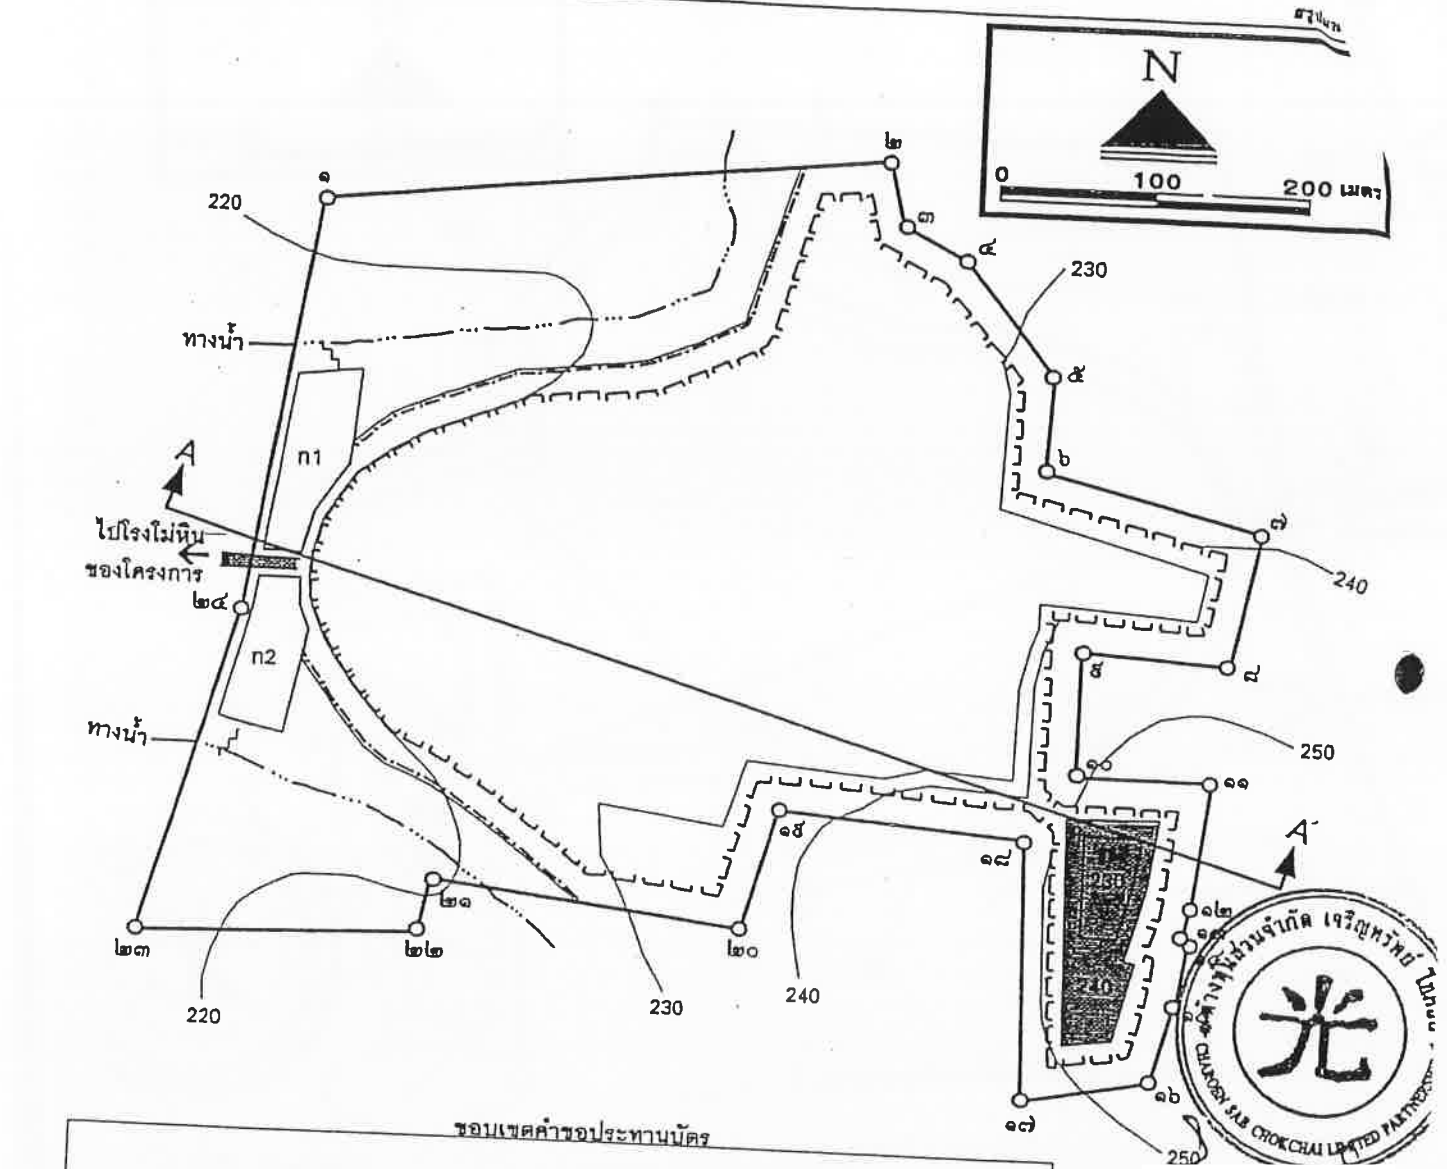 N
0 100 200 เมตร
๑
๒
220
๓
๔
230
ทางน้ำ
๕
ก1
A
๖
๗
ไปโรงโม่หิน
ของโครงการ
240
๒๔
ก2
๙
๘
ทางน้ำ
250
๑๐
๑๑
๑๙
๑๘
A'
230
๒๑
๑๒
๒๓
๒๒
๒๐
240
240
230
220
๑๖
๑๗
250
ห้างหุ้นส่วนจำกัด เจริญทรัพย์
光
CHAROEN SAB CHOKCHAI LIMITED
ขอบเขตคำขอประทานบัตร